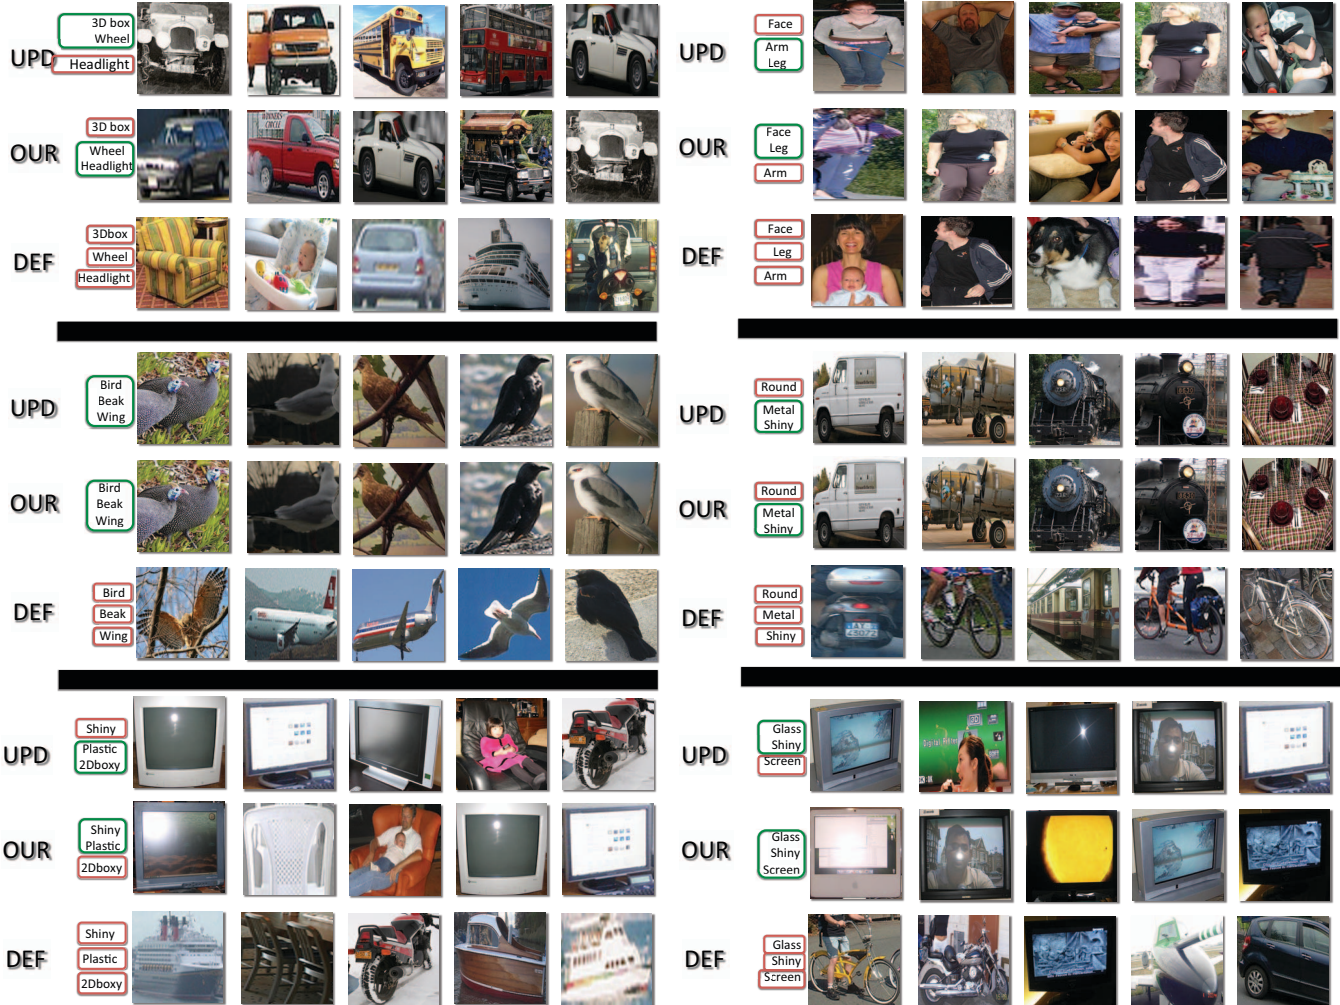 UPD
3D box
Wheel
Headlight
OUR
3D box
Wheel
Headlight
WINNERS
CIRCLE
DEF
3Dbox
Wheel
Headlight
UPD
Face
Arm
Leg
OUR
Face
Leg
Arm
DEF
Face
Leg
Arm
UPD
Bird
Beak
Wing
OUR
Bird
Beak
Wing
DEF
Bird
Beak
Wing
UPD
Round
Metal
Shiny
OUR
Round
Metal
Shiny
DEF
Round
Metal
Shiny
UPD
Shiny
Plastic
2Dboxy
OUR
Shiny
Plastic
2Dboxy
DEF
Shiny
Plastic
2Dboxy
UPD
Glass
Shiny
Screen
OUR
Glass
Shiny
Screen
DEF
Glass
Shiny
Screen